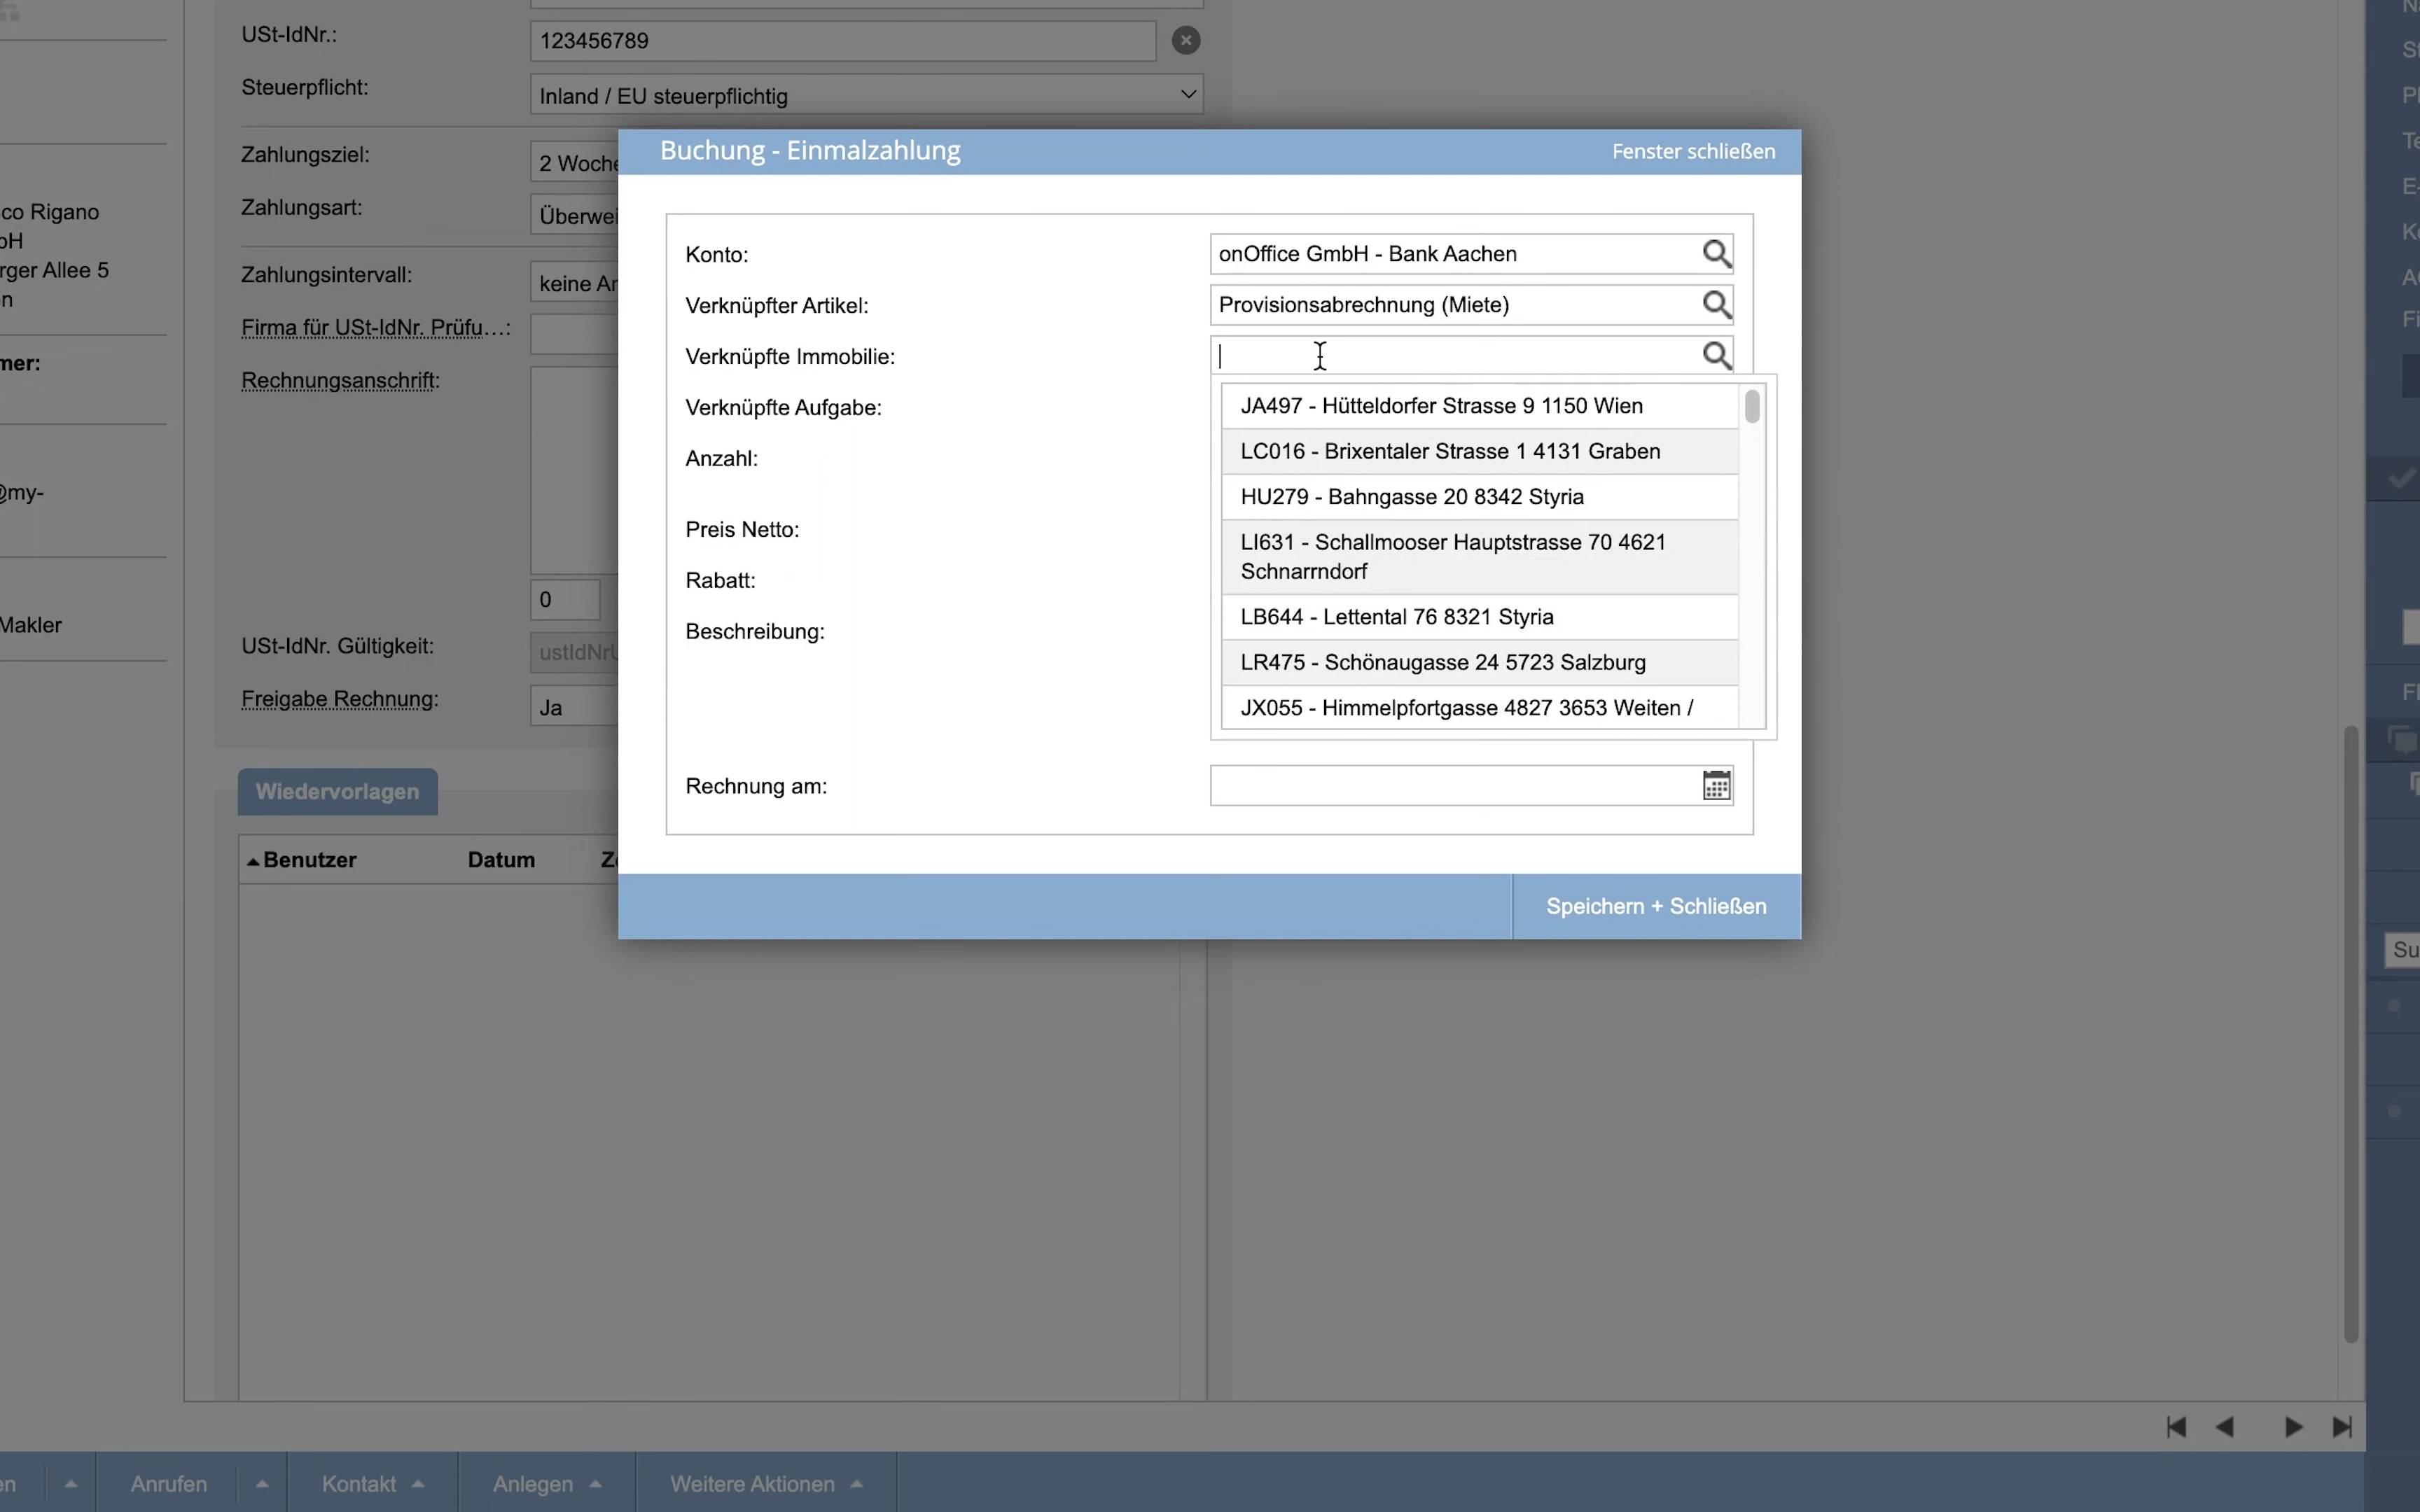 USt-IdNr.:
123456789
Steuerpflicht:
Inland / EU steuerpflichtig
Zahlungsziel:
Zahlungsart:
Zahlungsintervall:
Firma für USt-IdNr. Prüfu...:
Rechnungsanschrift:
0
USt-IdNr. Gültigkeit:
Freigabe Rechnung:
Ja
Rigano
Allee 5
Makler
Buchung - Einmalzahlung
Fenster schließen
Konto:
onOffice GmbH - Bank Aachen
Verknüpfter Artikel:
Provisionsabrechnung (Miete)
Verknüpfte Immobilie:
Verknüpfte Aufgabe:
Anzahl:
Preis Netto:
Rabatt:
Beschreibung:
JA497 - Hütteldorfer Strasse 9 1150 Wien
LC016 - Brixentaler Strasse 1 4131 Graben
HU279 - Bahngasse 20 8342 Styria
LI631 - Schallmooser Hauptstrasse 70 4621
Schnarrndorf
LB644 - Lettental 76 8321 Styria
LR475 - Schönaugasse 24 5723 Salzburg
JX055 - Himmelpfortgasse 4827 3653 Weiten /
Rechnung am:
Speichern + Schließen
Wiedervorlagen
Benutzer Datum
Anrufen Kontakt Anlegen Weitere Aktionen